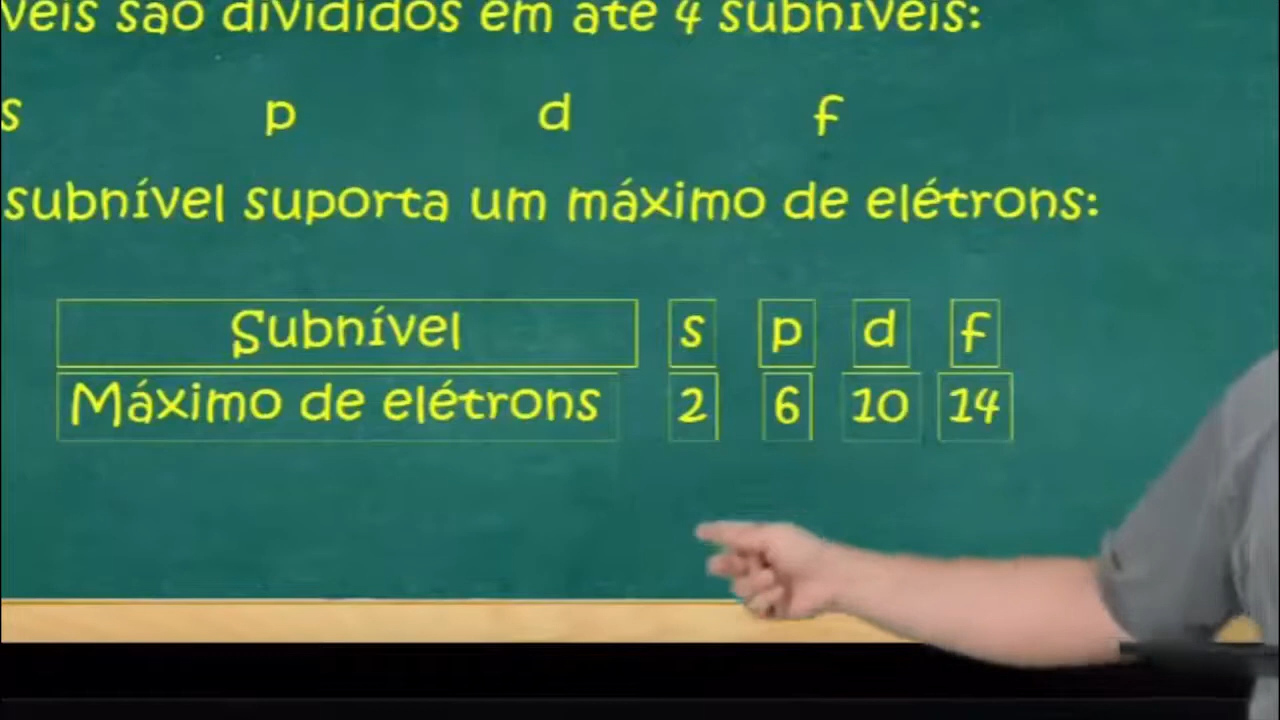 veis são divididos em até 4 subníveis:
s p d f
subnível suporta um máximo de elétrons:
Subnível s p d f
Máximo de elétrons 2 6 10 14